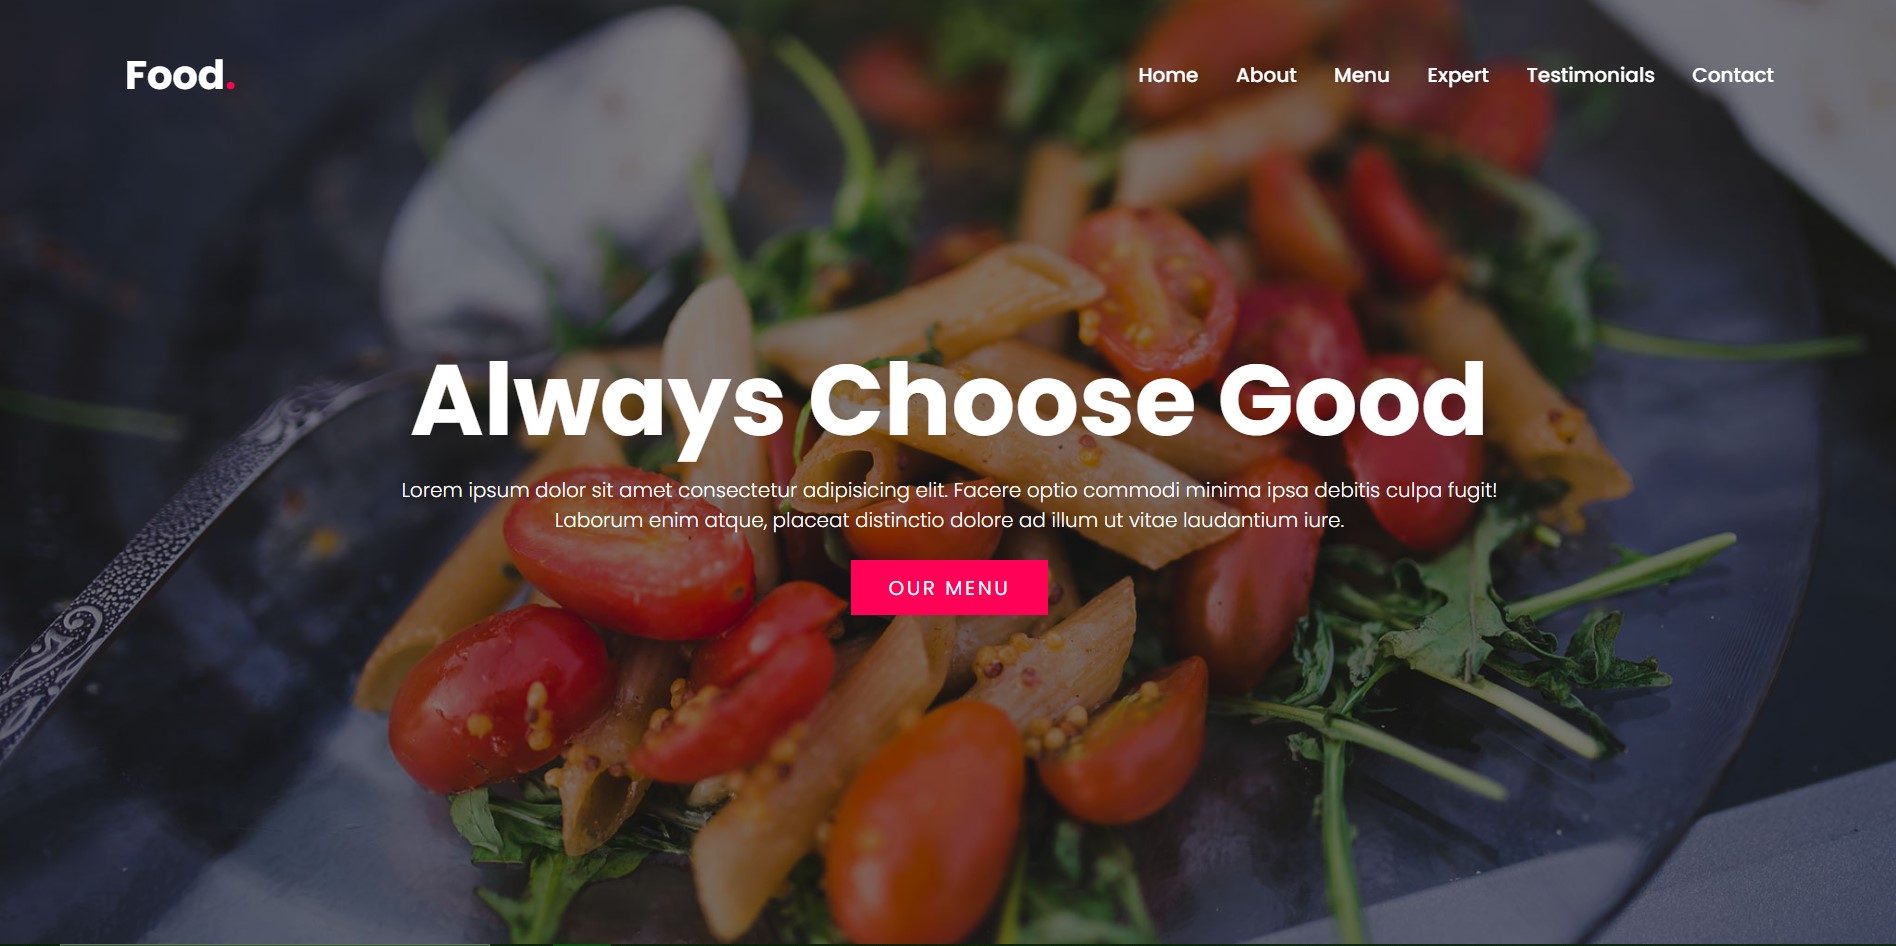 Food.
Home About Menu Expert Testimonials Contact
Always Choose Good
Lorem ipsum dolor sit amet consectetur adipisicing elit. Facere optio commodi minima ipsa debitis culpa fugit!
Laborum enim atque, placeat distinctio dolore ad illum ut vitae laudantium iure.
OUR MENU